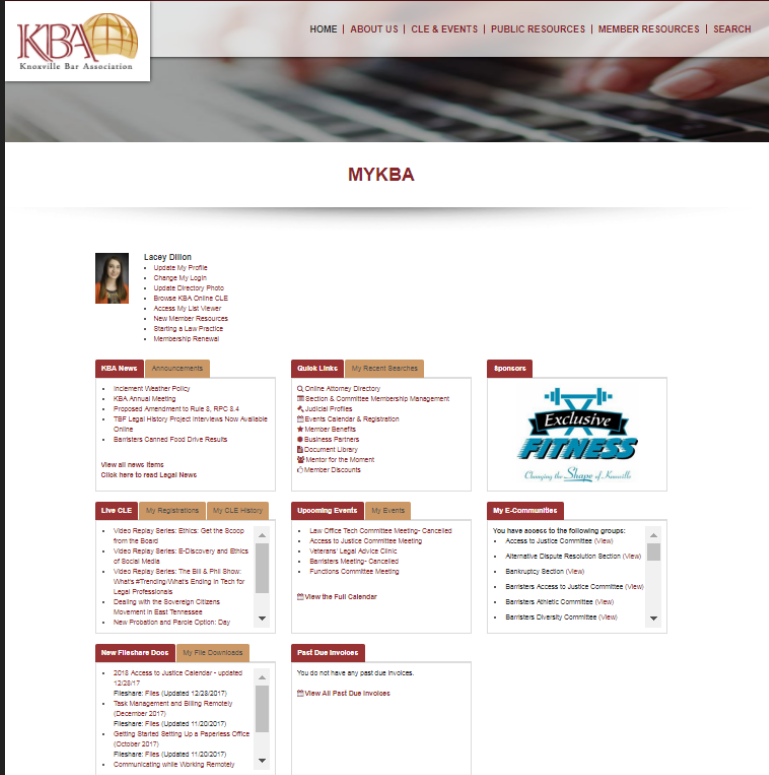 KBA
Knoxville Bar Association
HOME | ABOUT US | CLE & EVENTS | PUBLIC RESOURCES | MEMBER RESOURCES | SEARCH
MYKBA
Lacey Dillon
Update My Profile
Change My Login
Update Directory Photo
Browse KBA Online CLE
Access My List Viewer
New Member Resources
Starting a Law Practice
Membership Renewal
KBA News
Announcements
Inclement Weather Policy
KBA Annual Meeting
Proposed Amendment to Rule 8, RPC 8.4
TBF Legal History Project Interviews Now Available
Online
Barristers Canned Food Drive Results
View all news items
Click here to read Legal News
Quick Links
My Recent Searches
Online Attorney Directory
Section & Committee Membership Management
Judicial Profiles
Events Calendar & Registration
Member Benefits
Business Partners
Document Library
Mentor for the Moment
Member Discounts
Sponsors
Exclusive
FITNESS
Changing the Shape of Knoxville
Live CLE
My Registrations
My CLE History
Video Replay Series: Ethics: Get the Scoop
from the Board
Video Replay Series: E-Discovery and Ethics
of Social Media
Video Replay Series: The Bill & Phil Show:
What's #Trending/What's Ending in Tech for
Legal Professionals
Dealing with the Sovereign Citizens
Movement in East Tennessee
New Probation and Parole Option: Day
Upcoming Events
My Events
Law Office Tech Committee Meeting- Cancelled
Access to Justice Committee Meeting
Veterans' Legal Advice Clinic
Barristers Meeting- Cancelled
Functions Committee Meeting
View the Full Calendar
My E-Communities
You have access to the following groups:
Access to Justice Committee (View)
Alternative Dispute Resolution Section (View)
Bankruptcy Section (View)
Barristers Access to Justice Committee (View)
Barristers Athletic Committee (View)
Barristers Diversity Committee (View)
New Fileshare Docs
My File Downloads
2018 Access to Justice Calendar - updated
12/28/17
Fileshare: Files (Updated 12/28/2017)
Task Management and Billing Remotely
(December 2017)
Fileshare: Files (Updated 11/20/2017)
Getting Started Setting Up a Paperless Office
(October 2017)
Fileshare: Files (Updated 11/20/2017)
Communicating while Working Remotely
Past Due Invoices
You do not have any past due invoices.
View All Past Due Invoices